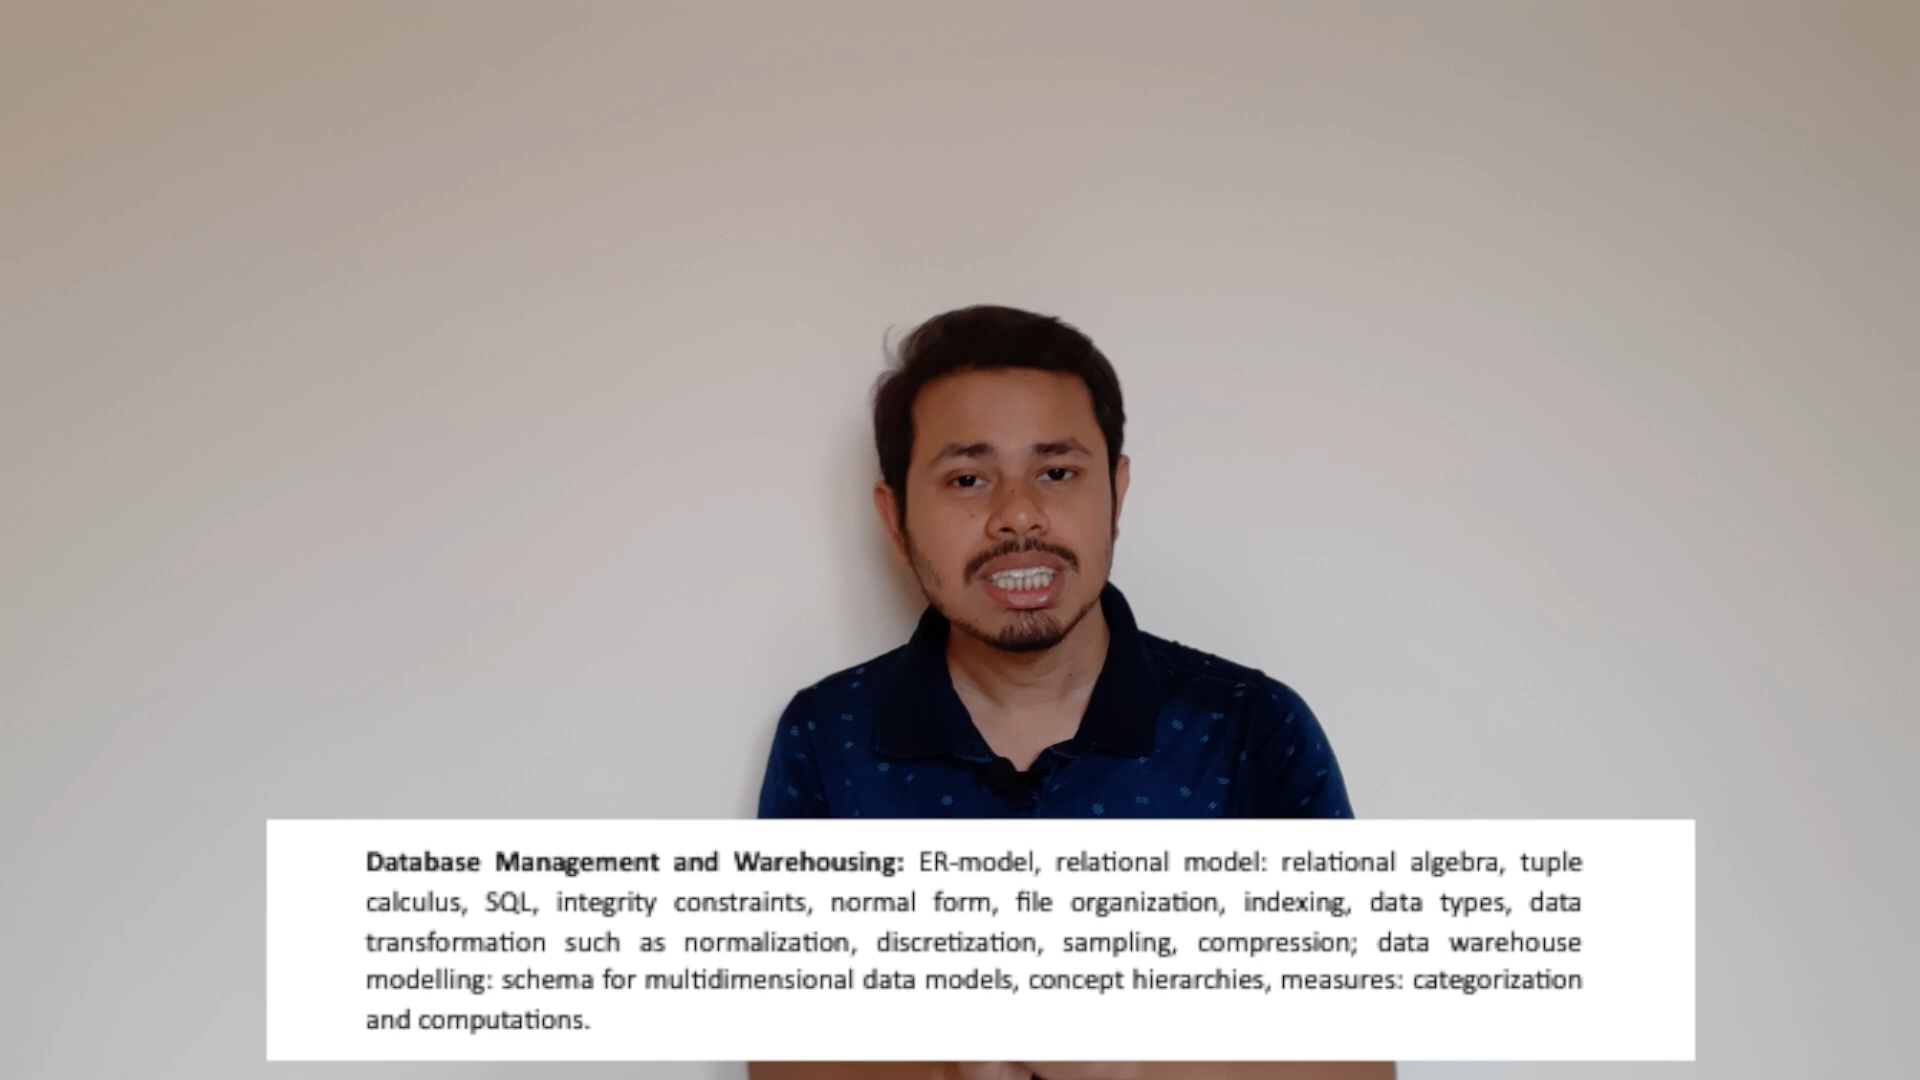 Database Management and Warehousing: ER-model, relational model: relational algebra, tuple
calculus, SQL, integrity constraints, normal form, file organization, indexing, data types, data
transformation such as normalization, discretization, sampling, compression; data warehouse
modelling: schema for multidimensional data models, concept hierarchies, measures: categorization
and computations.